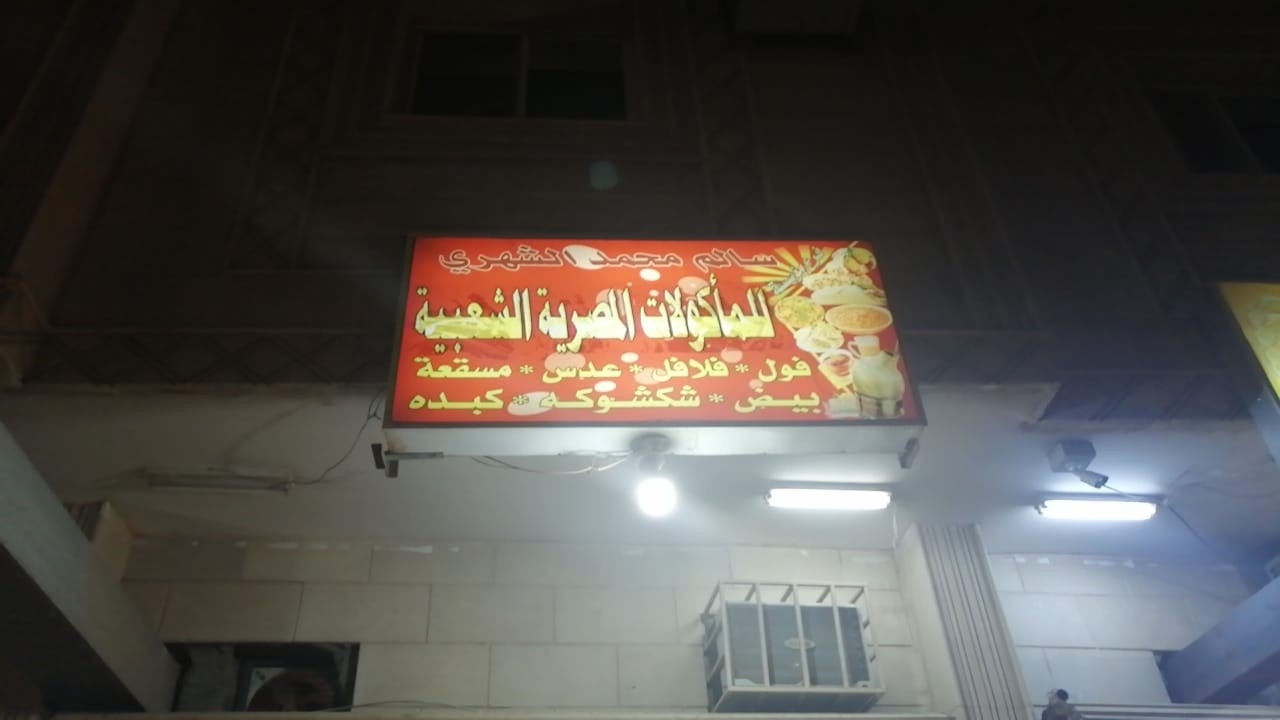 سالم محمد الشهري
للمأكولات المصرية الشعبية
فول * فلافل * عدس * مسقعة
بيض * شكشوكه * كبده